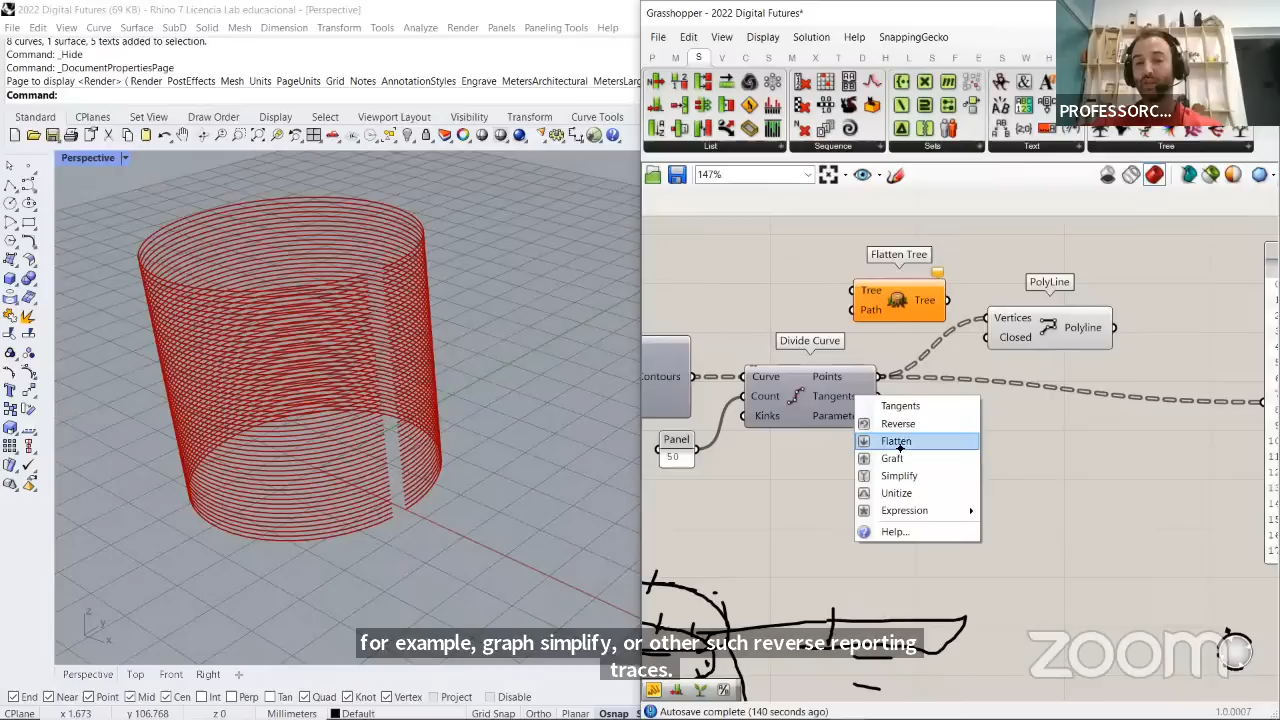 2022 Digital Futures (69 KB) - Rhino 7 Licencia Lab educacional - [Perspective]
File Edit View Curve Surface SubD Solid Mesh Dimension Transform Tools Analyze Render Panels Paneling Tools Help
8 curves, 1 surface, 5 texts added to selection.
Command: _Hide
Command: _DocumentPropertiesPage
Page to display <Render> ( Render PostEffects Mesh Units PageUnits Grid Notes AnnotationStyles Engrave MetersArchitectural MetersLarg
Command:
Standard CPlanes Set View Draw Order Display Select Viewport Layout Visibility Transform Curve Tools
Perspective
z
y
x
Perspective Top Front Right
End Near Point Mid Cen Int Perp Tan Quad Knot Vertex Project Disable
CPlane x 1.673 y 106.768 z 0 Millimeters Default Grid Snap Ortho Planar Osnap
Grasshopper - 2022 Digital Futures*
File Edit View Display Solution Help SnappingGecko
P M S V C
List Sequence Sets Text Tree
147%
PROFESSORC...
Flatten Tree
Tree
Path
Tree
PolyLine
Vertices
Closed
Polyline
Divide Curve
Contours
Curve
Count
Kinks
Points
Tangents
Parame
Panel
50
Tangents
Reverse
Flatten
Graft
Simplify
Unitize
Expression
Help...
for example, graph simplify, or other such reverse reporting
traces.
zoom
Autosave complete (140 seconds ago)
1.0.0007